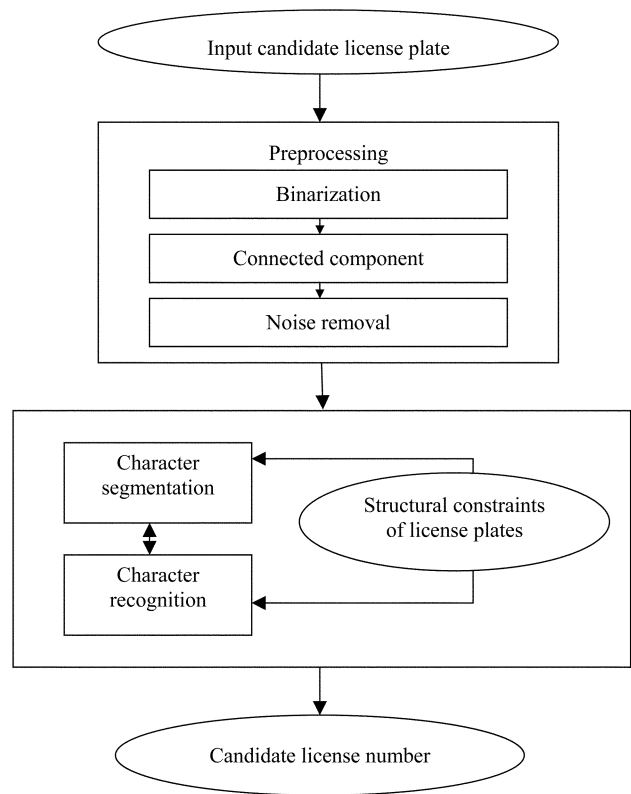 Input candidate license plate
Preprocessing
Binarization
Connected component
Noise removal
Character
segmentation
Structural constraints
of license plates
Character
recognition
Candidate license number